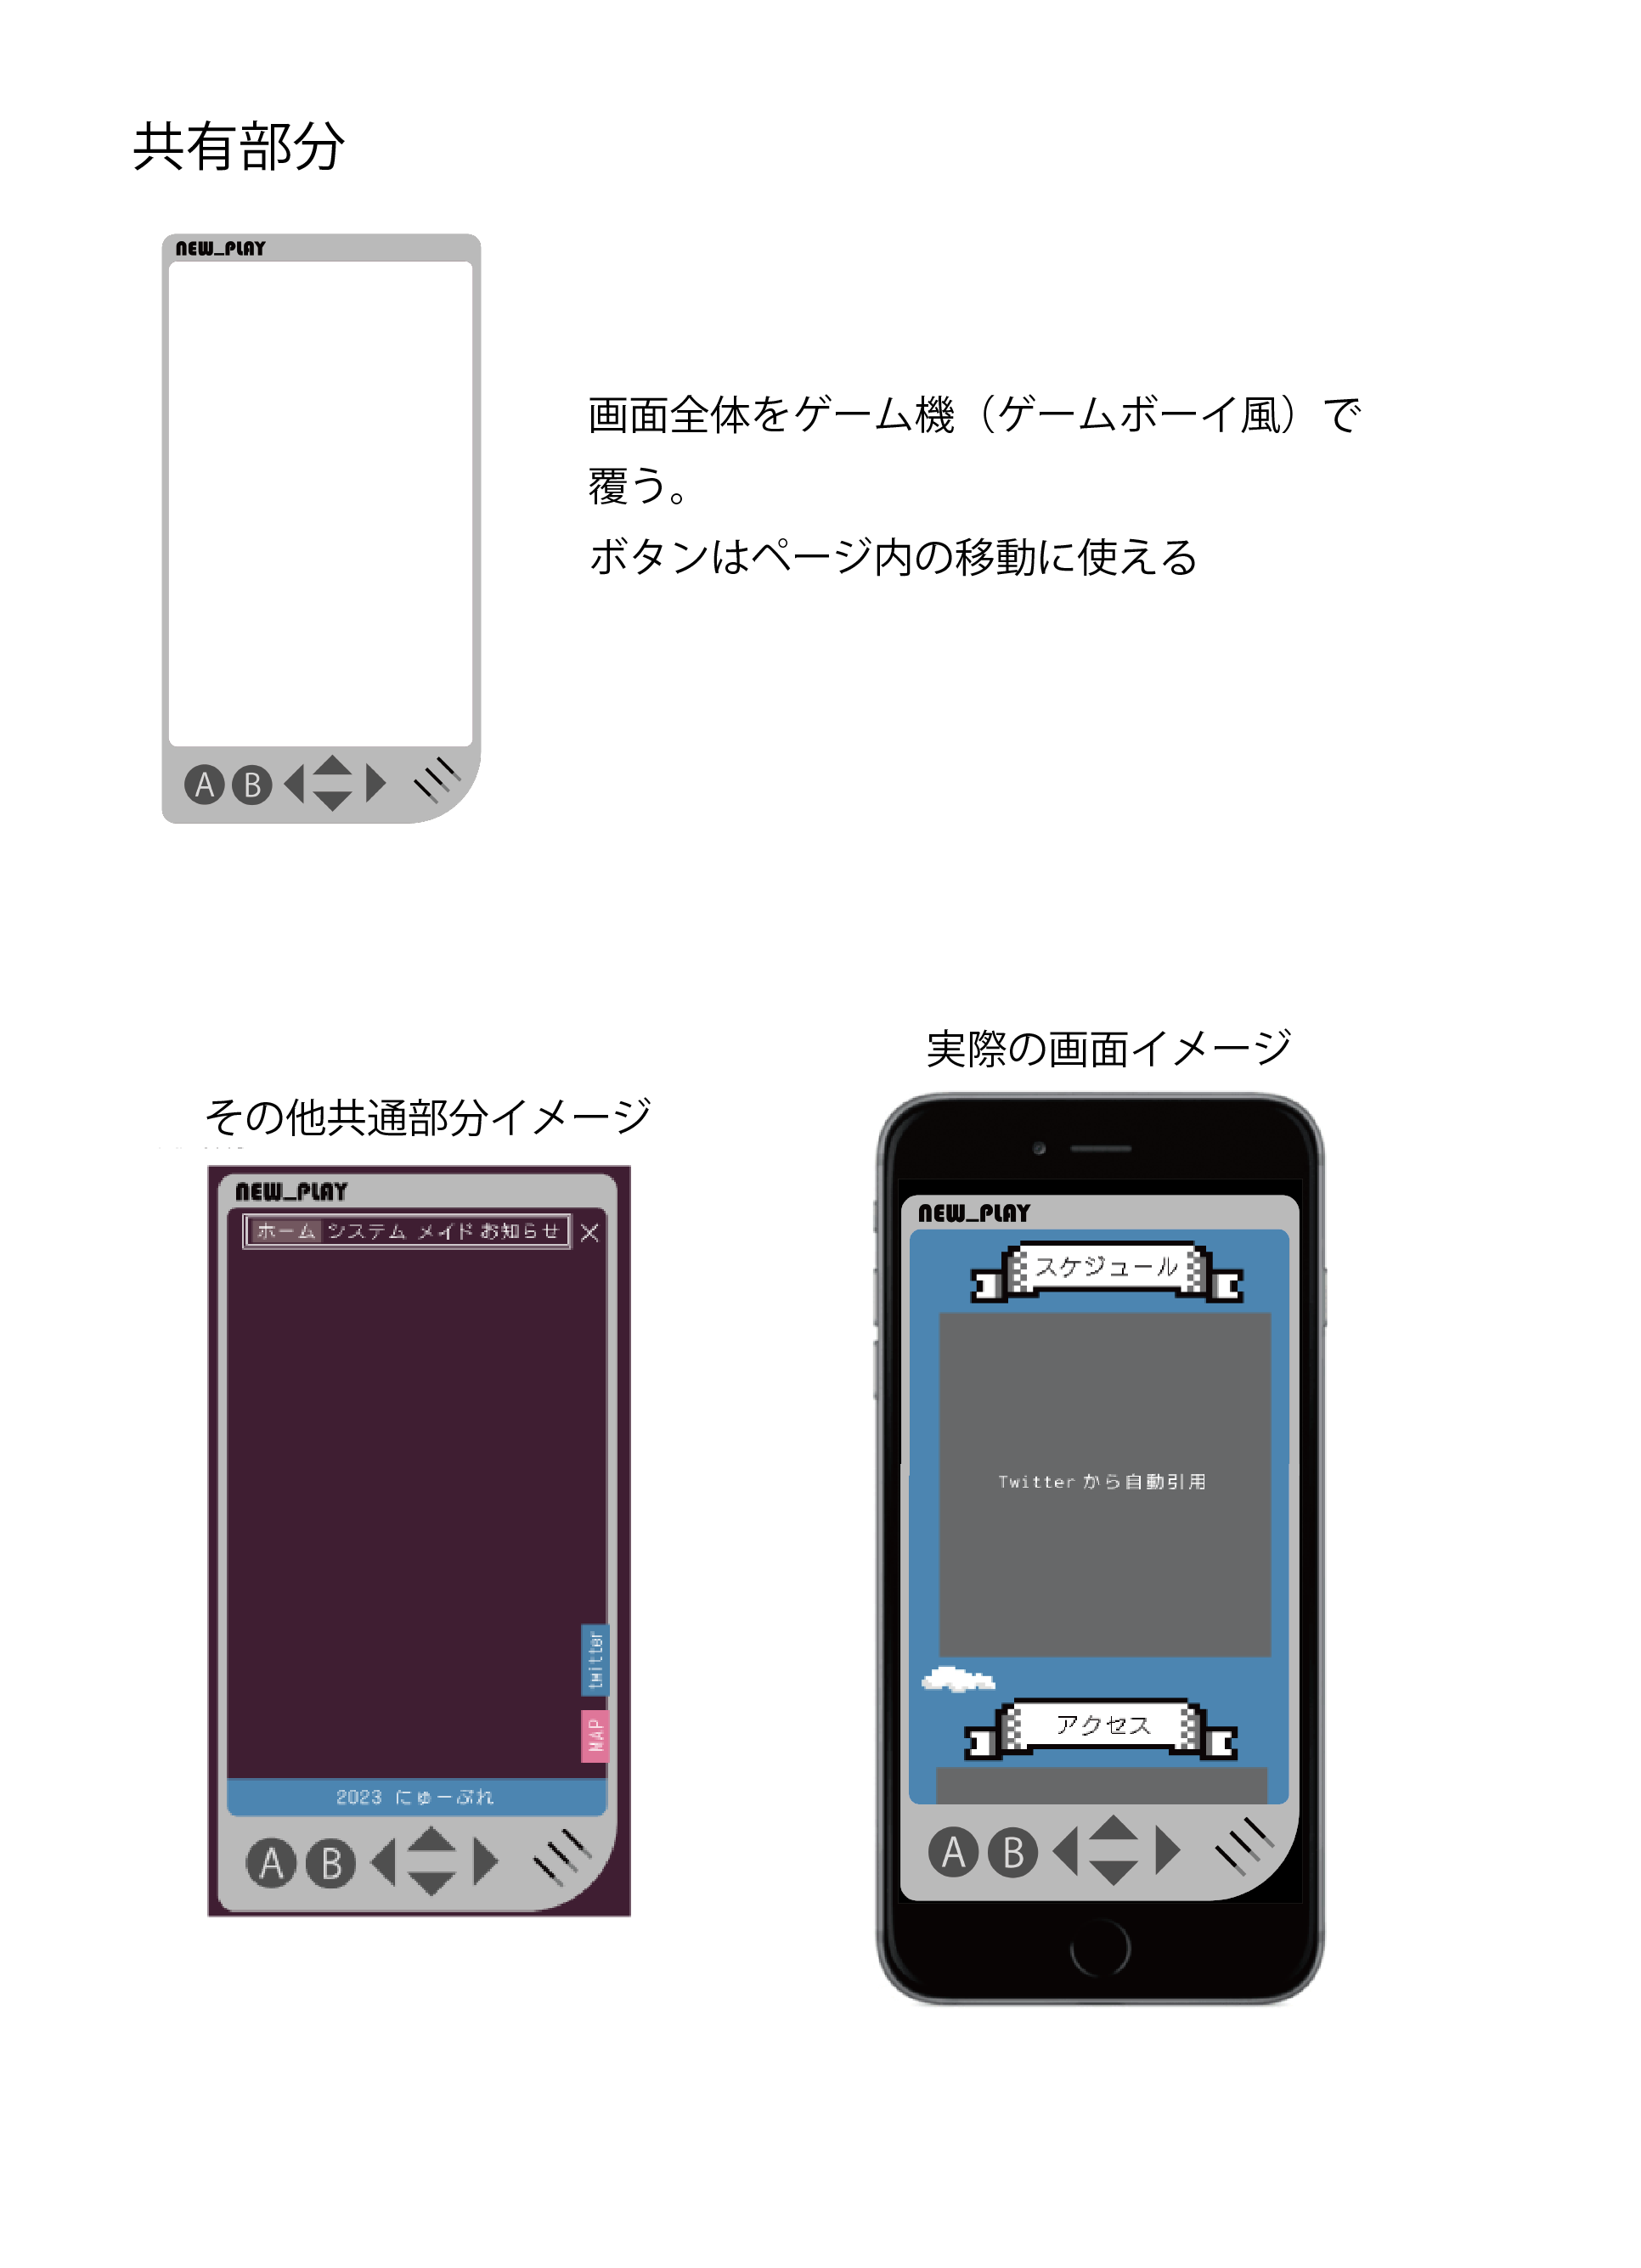 共有部分
NEW_PLAY
A B
画面全体をゲーム機（ゲームボーイ風）で
覆う。
ボタンはページ内の移動に使える
その他共通部分イメージ
NEW_PLAY
ホーム システム メイド お知らせ ×
twitter
MAP
2023 にゅーぷれ
A B
実際の画面イメージ
NEW_PLAY
スケジュール
Twitter から自動引用
アクセス
A B